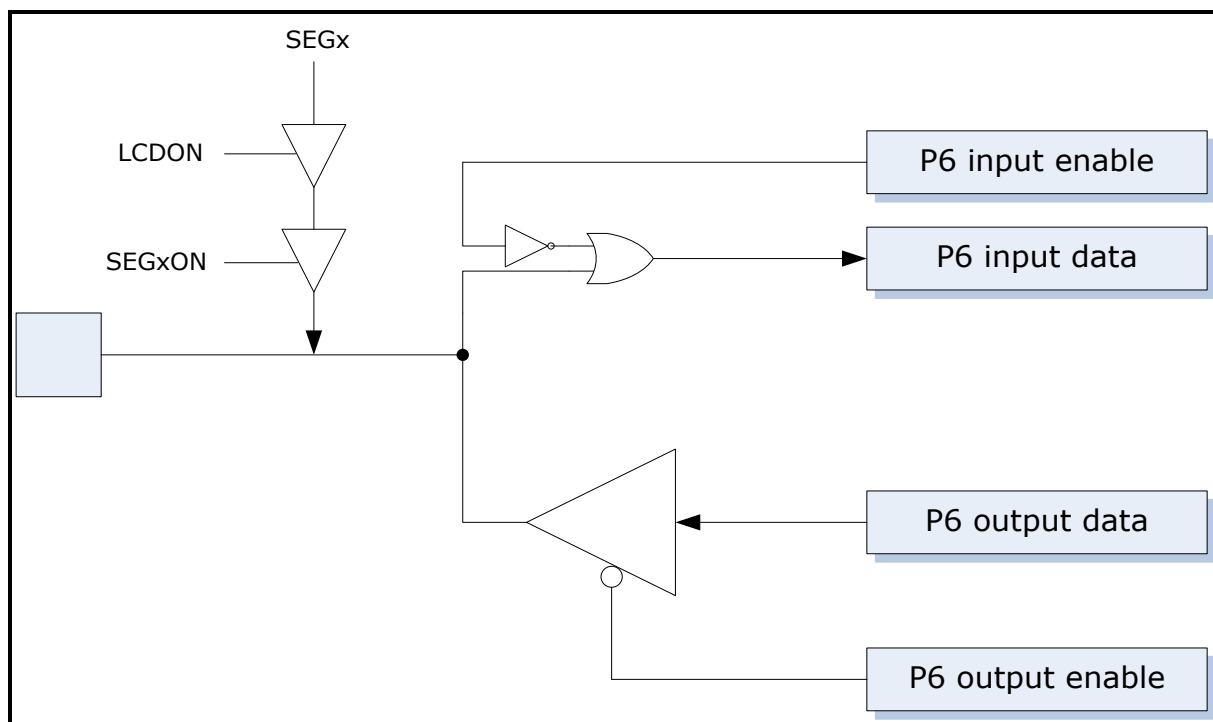 SEGx
LCDON
SEGxON
P6 input enable
P6 input data
P6 output data
P6 output enable